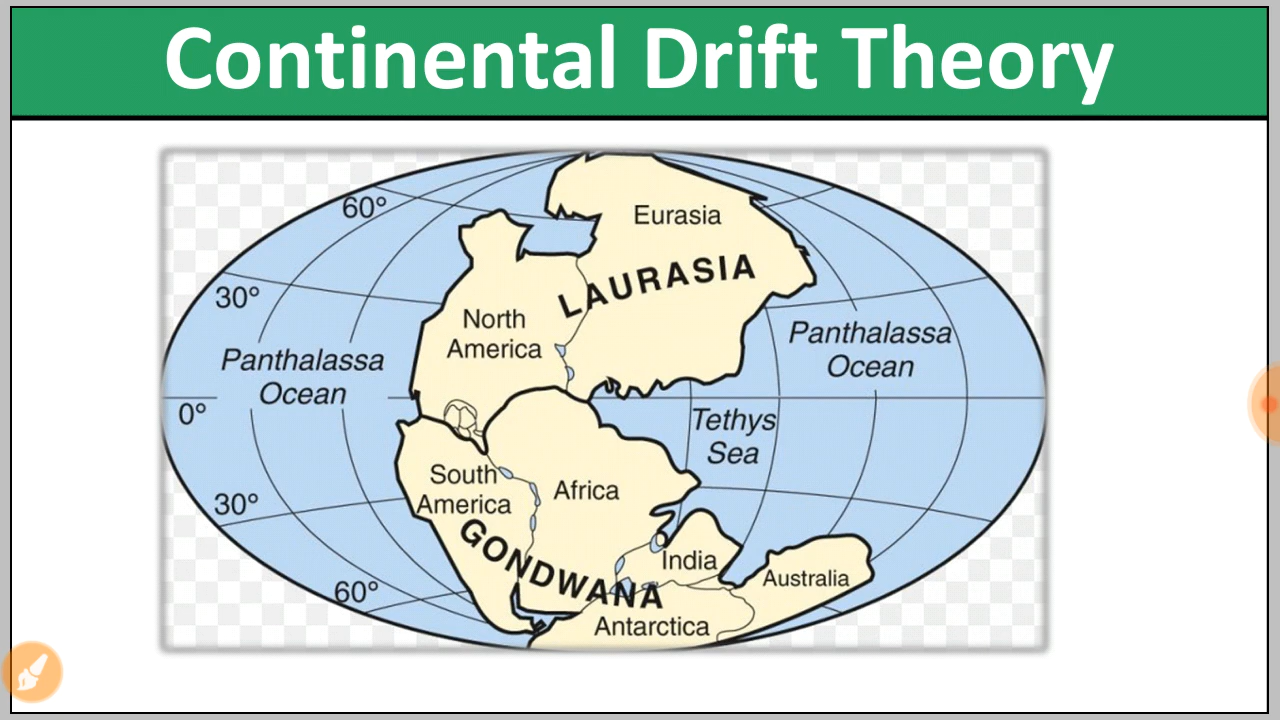 Continental Drift Theory
60°
Eurasia
LAURASIA
30°
North
America
Panthalassa
Ocean
Panthalassa
Ocean
0°
Tethys
Sea
South
America
Africa
30°
GONDWANA
India
Australia
60°
Antarctica